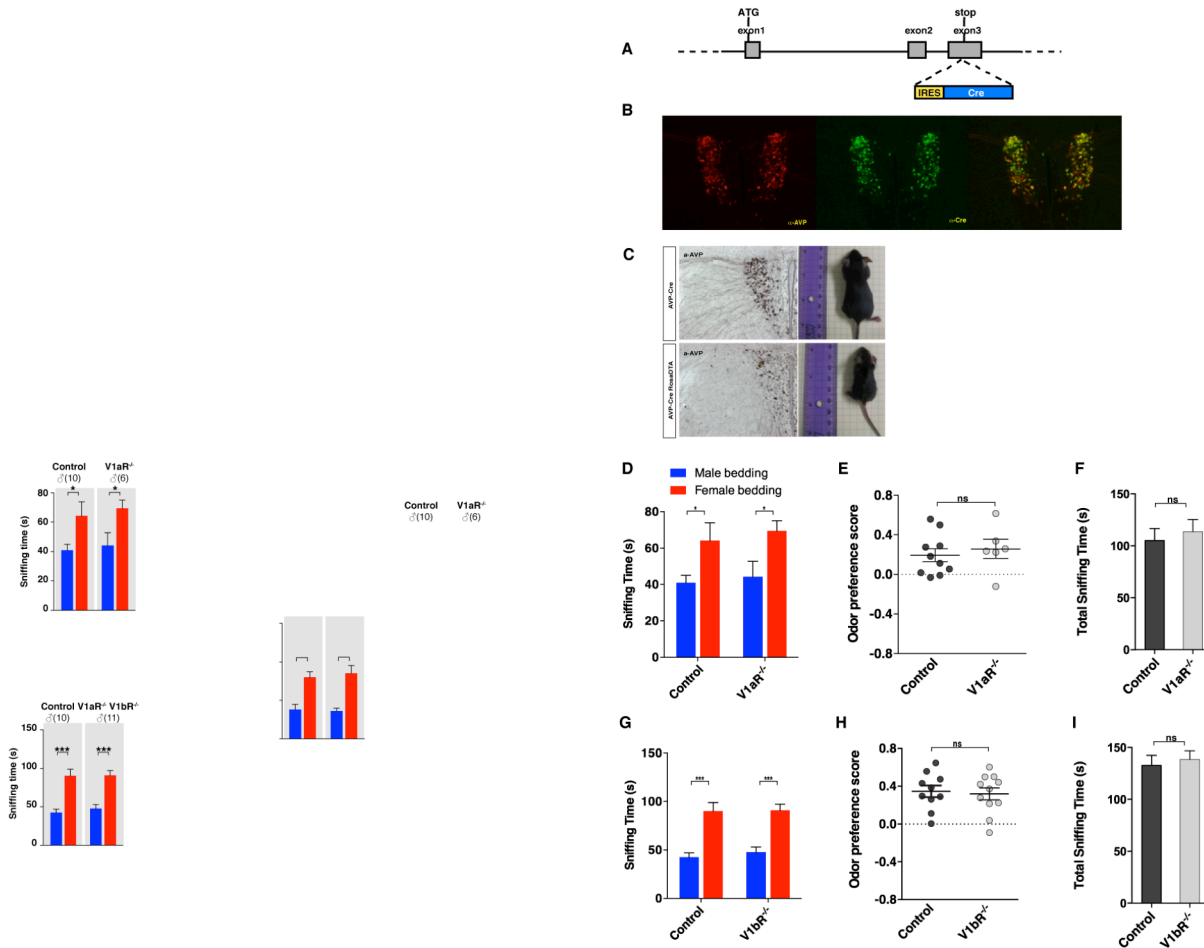 ATG
stop
exon1
exon2
exon3
A
IRES
Cre
B
α-AVP
α-Cre
C
AVP-Cre
a-AVP
AVP-Cre RosaDTA
a-AVP
Control
V1aR-/-
♂(10)
♂(6)
*
*
80
60
40
20
0
Sniffing time (s)
Control
V1aR-/-
♂(10)
♂(6)
Control V1aR-/- V1bR-/-
♂(10)
♂(11)
***
***
150
100
50
0
Sniffing time (s)
D
Male bedding
Female bedding
*
*
80
60
40
20
0
Sniffing Time (s)
Control
V1aR-/-
E
ns
0.8
0.4
0.0
-0.4
-0.8
Odor preference score
Control
V1aR-/-
F
ns
150
100
50
0
Total Sniffing Time (s)
Control
V1aR-/-
G
***
***
150
100
50
0
Sniffing Time (s)
Control
V1bR-/-
H
ns
0.8
0.4
0.0
-0.4
-0.8
Odor preference score
Control
V1bR-/-
I
ns
150
100
50
0
Total Sniffing Time (s)
Control
V1bR-/-